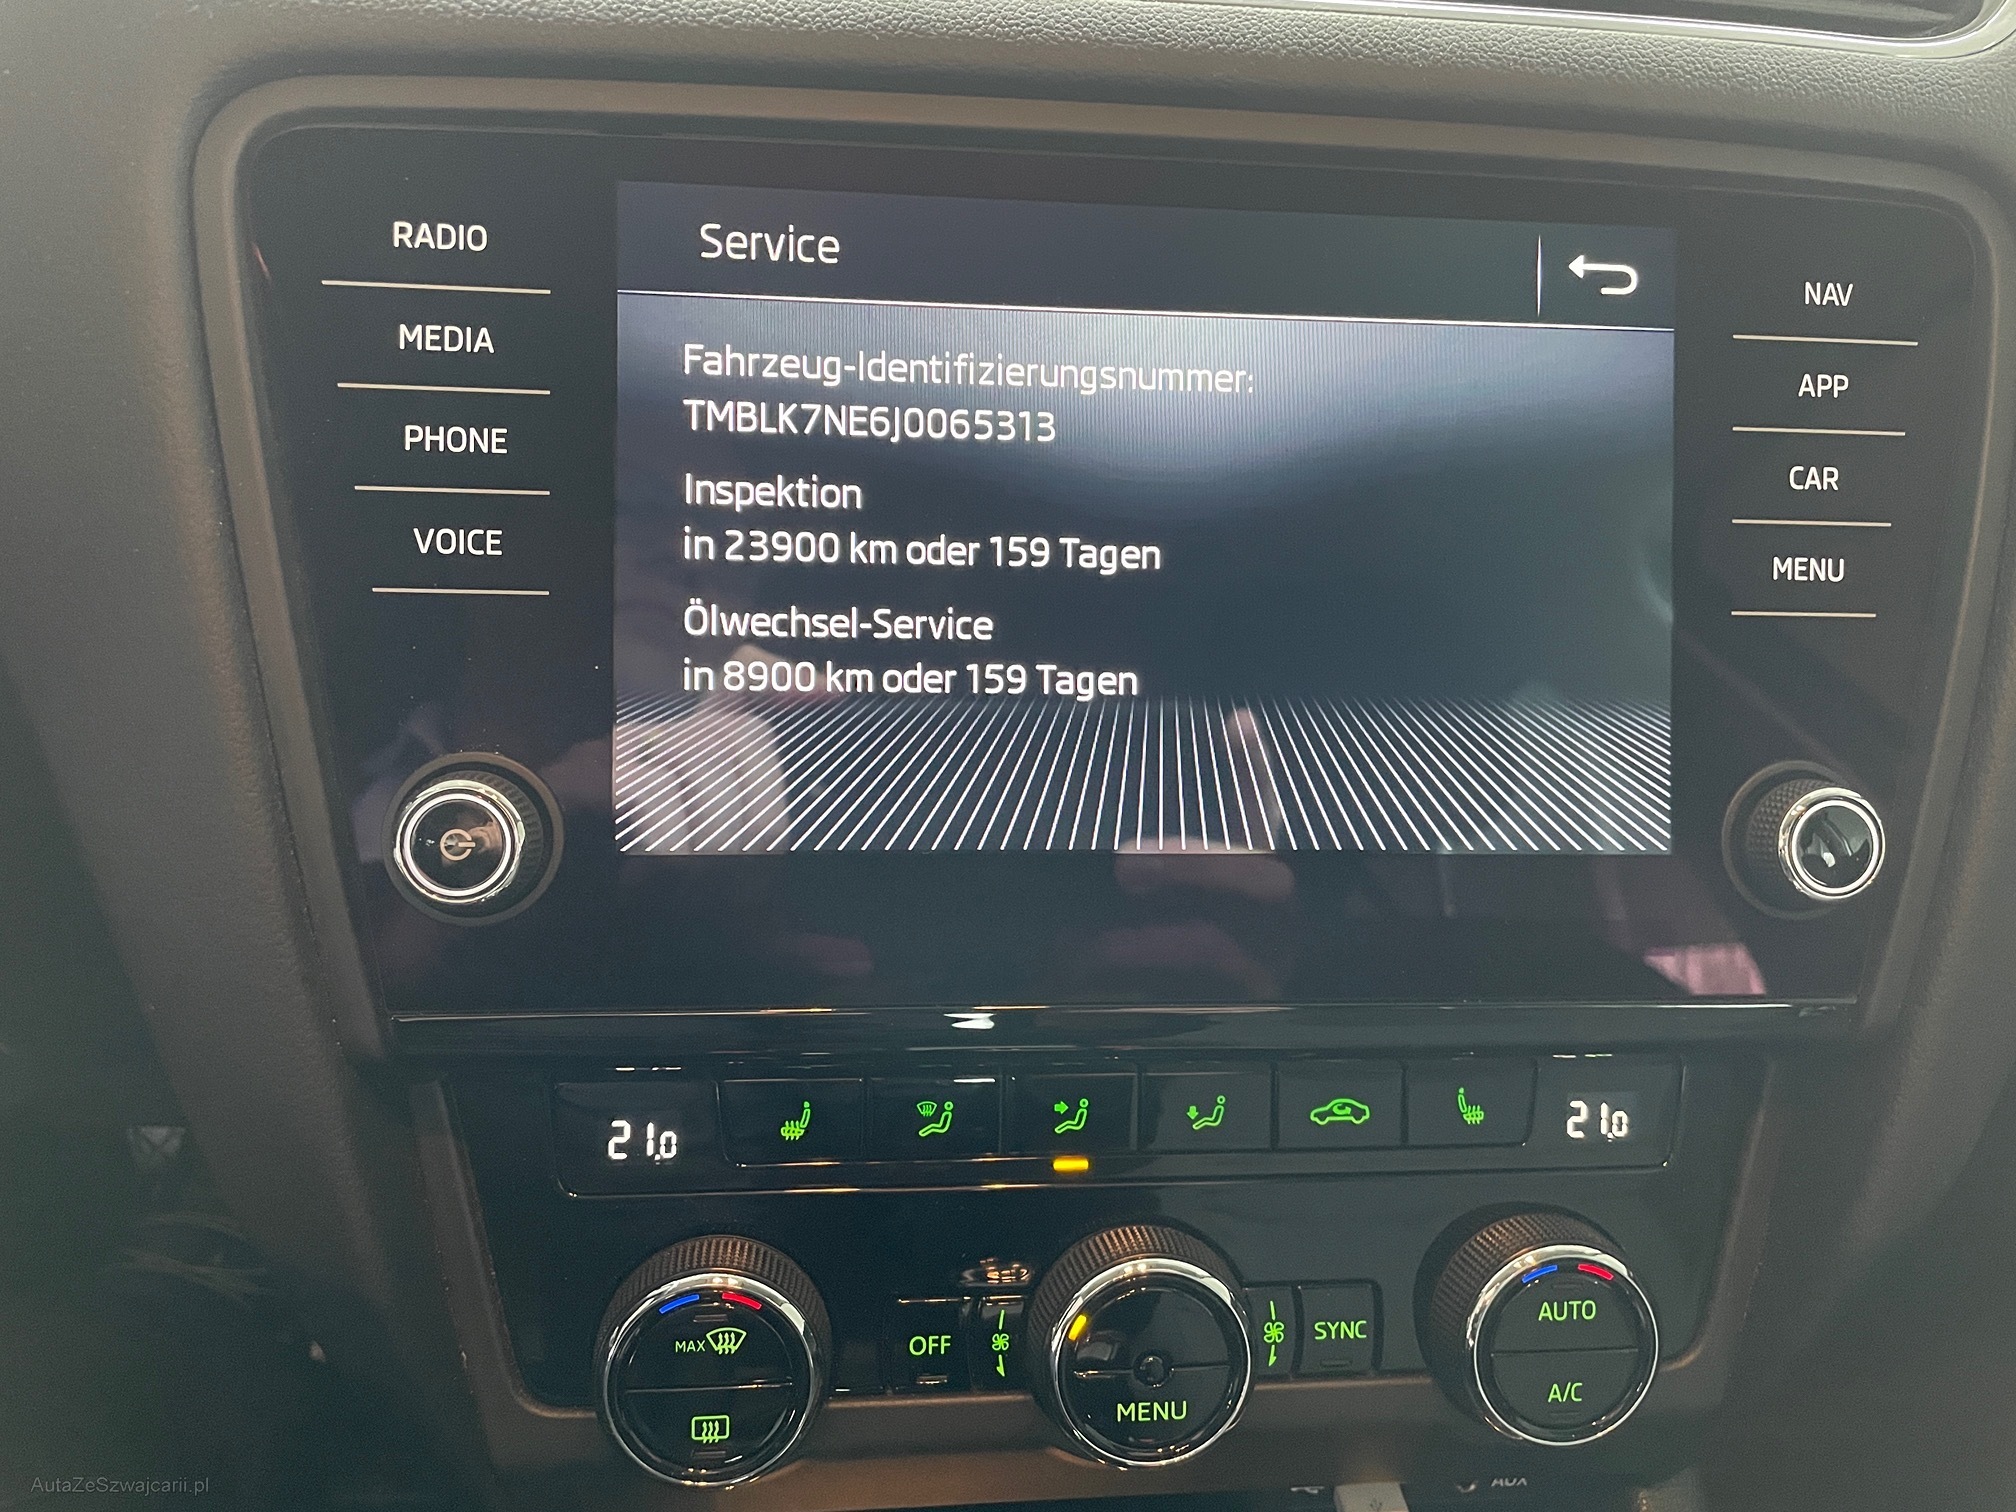 RADIO
MEDIA
PHONE
VOICE
Service
Fahrzeug-Identifizierungsnummer:
TMBLK7NE6J0065313
Inspektion
in 23900 km oder 159 Tagen
Ölwechsel-Service
in 8900 km oder 159 Tagen
NAV
APP
CAR
MENU
21.0
21.0
MAX
OFF
MENU
SYNC
AUTO
A/C
AUX
AutaZeSzwajcarii.pl